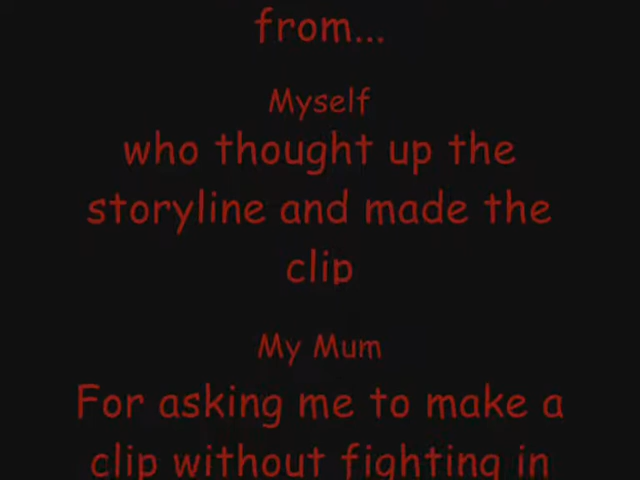 from...
Myself
who thought up the
storyline and made the
clip
My Mum
For asking me to make a
clip without fighting in